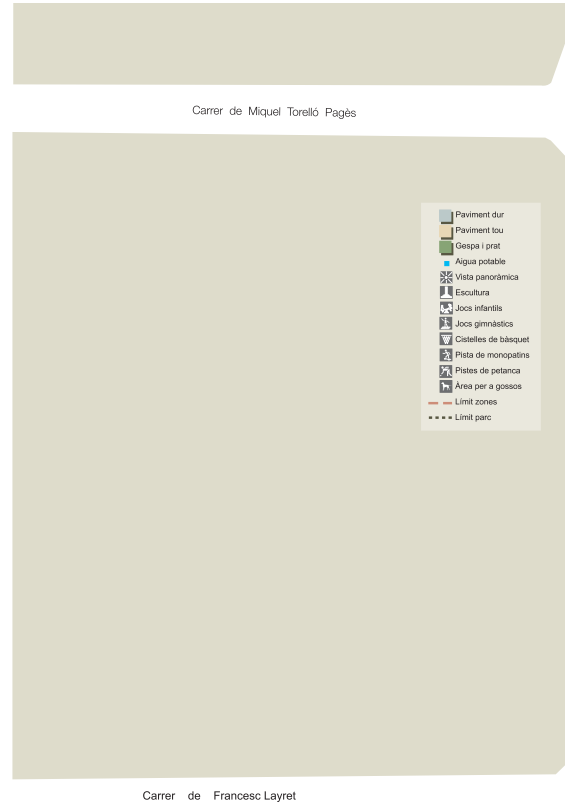 Carrer de Miquel Torelló Pagès
Paviment dur
Paviment tou
Gespa i prat
Aigua potable
Vista panoràmica
Escultura
Jocs infantils
Jocs gimnàstics
Cistelles de bàsquet
Pista de monopatins
Pistes de petanca
Àrea per a gossos
Límit zones
Límit parc
Carrer de Francesc Layret